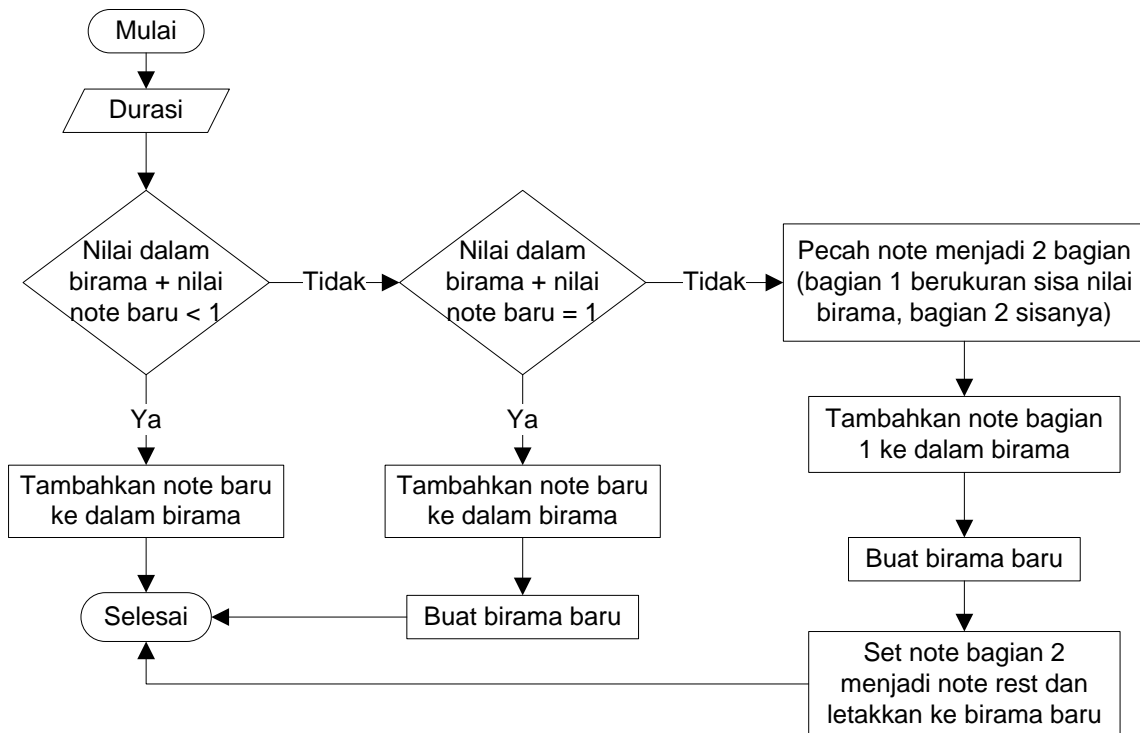 Mulai
Durasi
Nilai dalam
birama + nilai
note baru < 1
Tidak
Nilai dalam
birama + nilai
note baru = 1
Tidak
Pecah note menjadi 2 bagian
(bagian 1 berukuran sisa nilai
birama, bagian 2 sisanya)
Ya
Ya
Tambahkan note bagian
1 ke dalam birama
Tambahkan note baru
ke dalam birama
Tambahkan note baru
ke dalam birama
Buat birama baru
Selesai
Buat birama baru
Set note bagian 2
menjadi note rest dan
letakkan ke birama baru